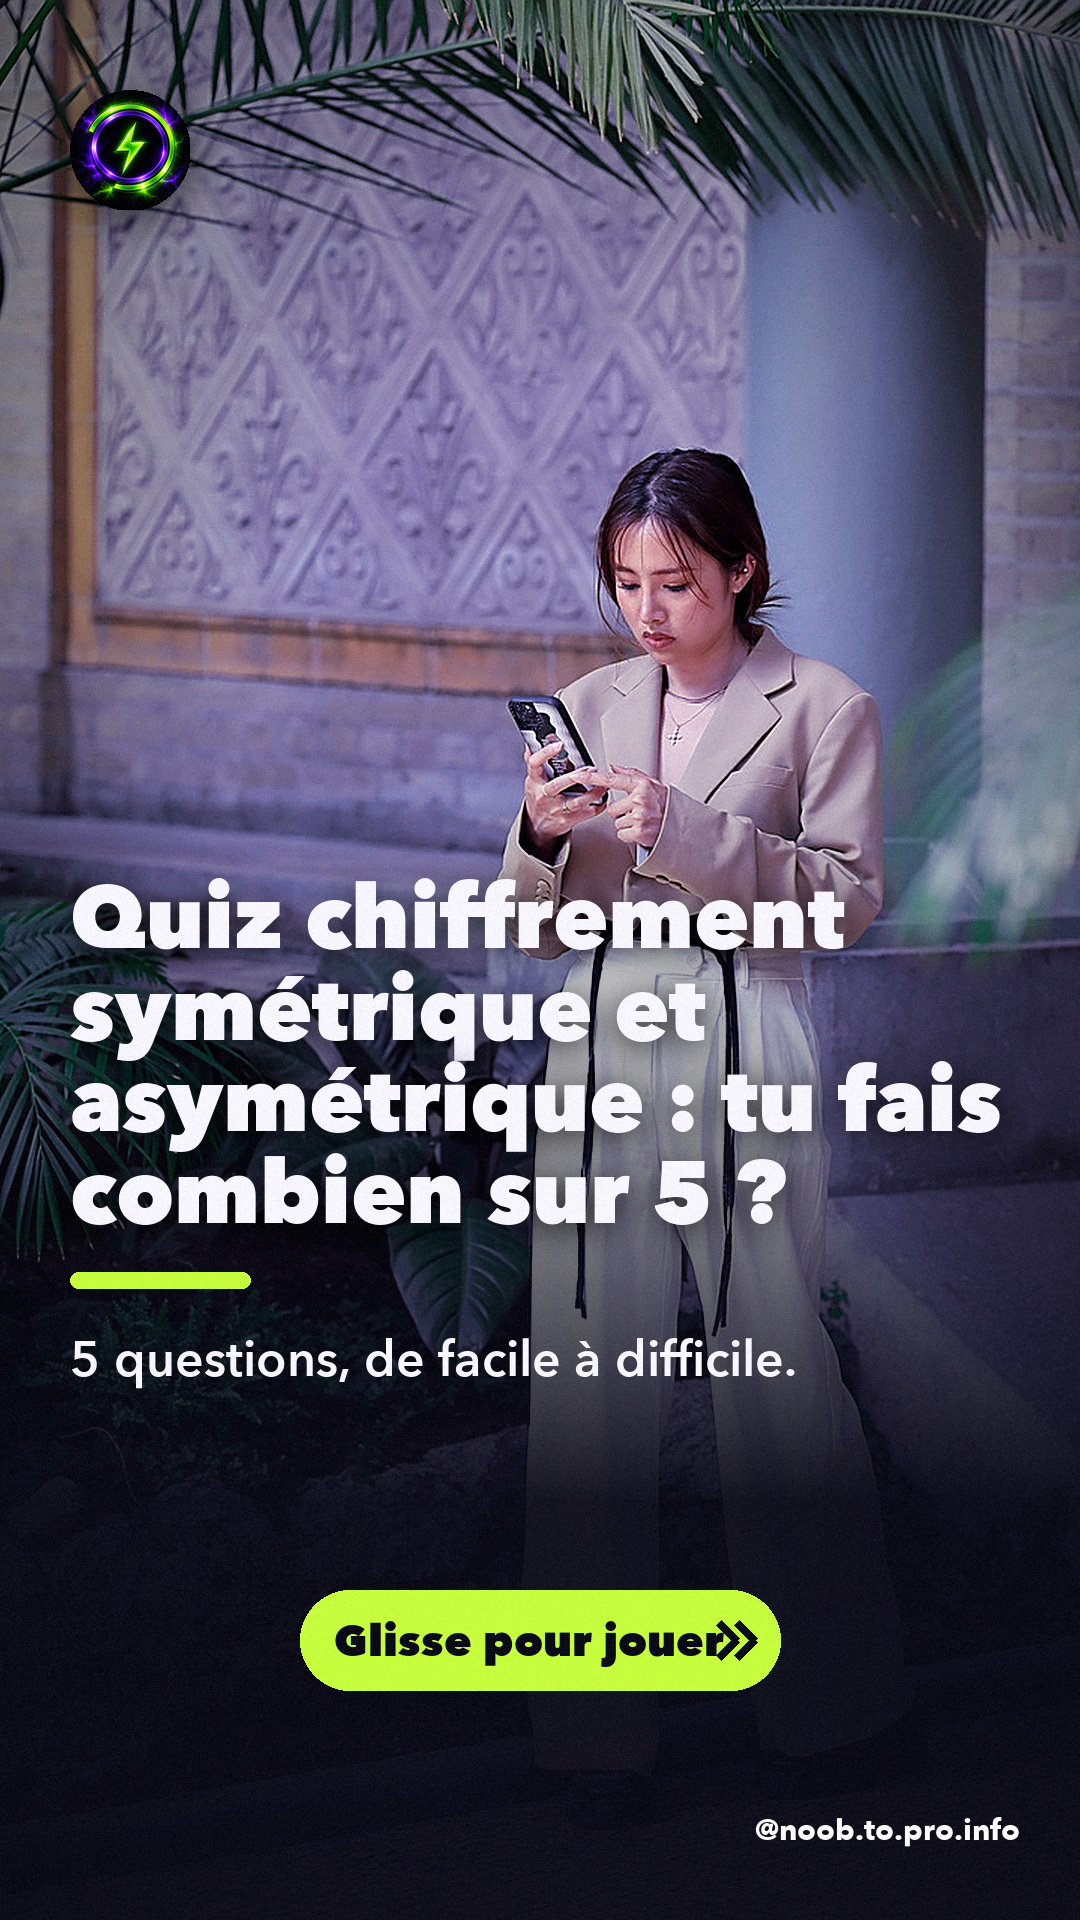 Quiz chiffrement
symétrique et
asymétrique : tu fais
combien sur 5 ?
5 questions, de facile à difficile.
Glisse pour jouer
@noob.to.pro.info